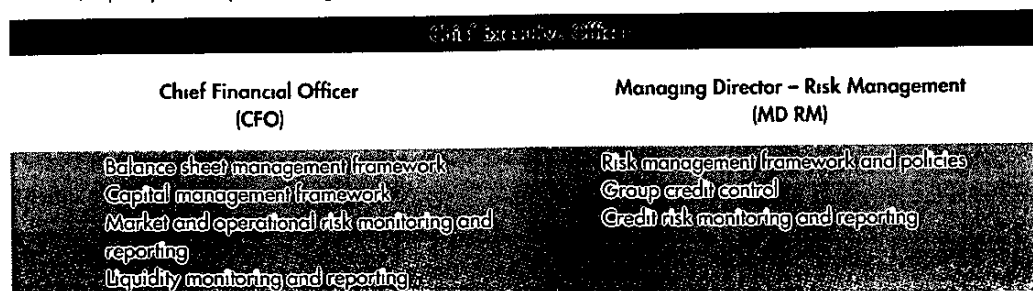 Chief Executive Officer
Chief Financial Officer
(CFO)
Managing Director – Risk Management
(MD RM)
Balance sheet management framework
Capital management framework
Market and operational risk monitoring and
reporting
Liquidity monitoring and reporting
Risk management framework and policies
Group credit control
Credit risk monitoring and reporting